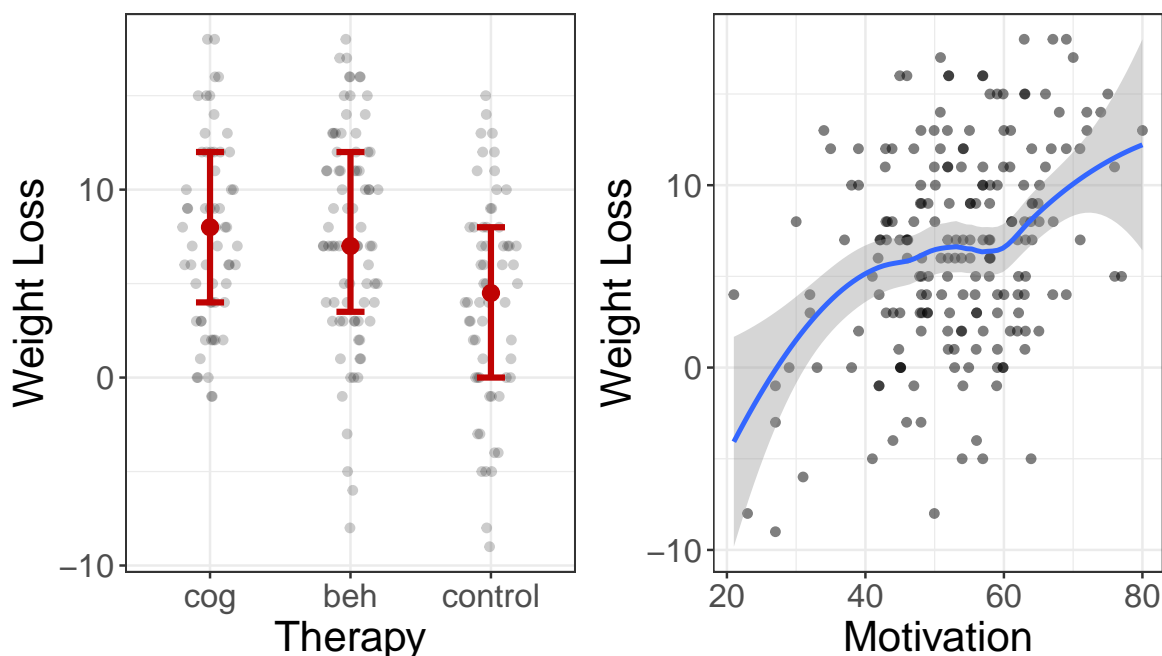 Weight Loss
10
0
−10
cog beh control
Therapy
Weight Loss
10
0
−10
20 40 60 80
Motivation